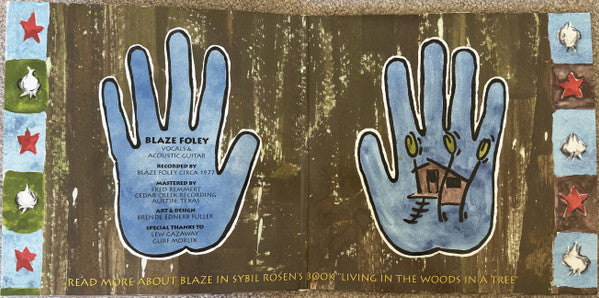 BLAZE FOLEY
VOCALS &
ACOUSTIC GUITAR
RECORDED BY
BLAZE FOLEY CIRCA 1977
MASTERED BY
FRED REMMERT
CEDAR CREEK RECORDING
AUSTIN, TEXAS
ART & DESIGN
BRENDE EDNERB FULLER
SPECIAL THANKS TO
LEW GAZAWAY
GURF MORLIX
READ MORE ABOUT BLAZE IN SYBIL ROSEN'S BOOK "LIVING IN THE WOODS IN A TREE"